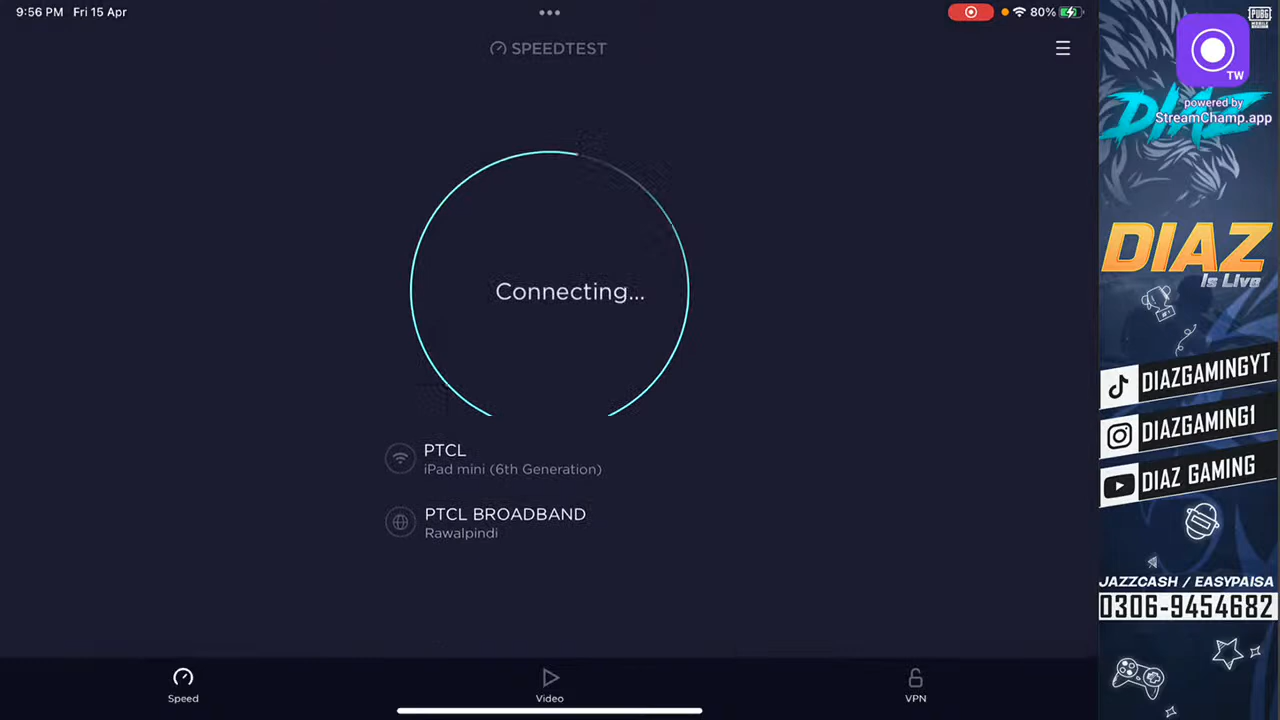 9:56 PM Fri 15 Apr
80%
SPEEDTEST
Connecting...
PTCL
iPad mini (6th Generation)
PTCL BROADBAND
Rawalpindi
Speed
Video
VPN
PUBG
TW
powered by
StreamChamp.app
DIAZ
DIAZ
Is Live
DIAZGAMINGYT
DIAZGAMING1
DIAZ GAMING
JAZZCASH / EASYPAISA
0306-9454682